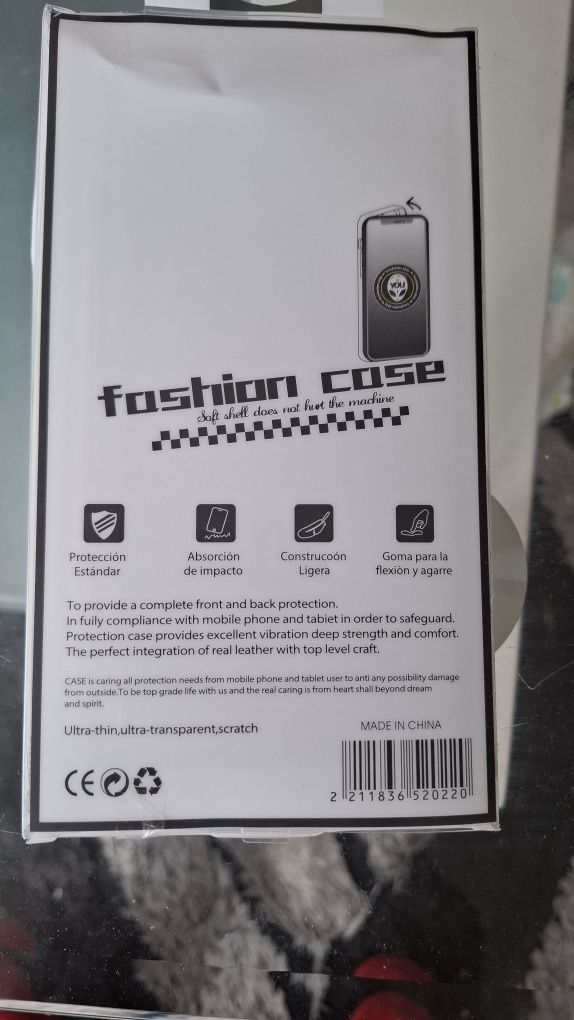 YOU
fashion case
Soft shell does not hurt the machine
Protección
Estándar
Absorción
de impacto
Construcoón
Ligera
Goma para la
flexión y agarre
To provide a complete front and back protection.
In fully compliance with mobile phone and tabiet in order to safeguard.
Protection case provides excellent vibration deep strength and comfort.
The perfect integration of real leather with top level craft.
CASE is caring all protection needs from mobile phone and tablet user to anti any possibility damage
from outside.To be top grade life with us and the real caring is from heart shall beyond dream
and spirit.
Ultra-thin,ultra-transparent,scratch
MADE IN CHINA
CE
2 211836 520220